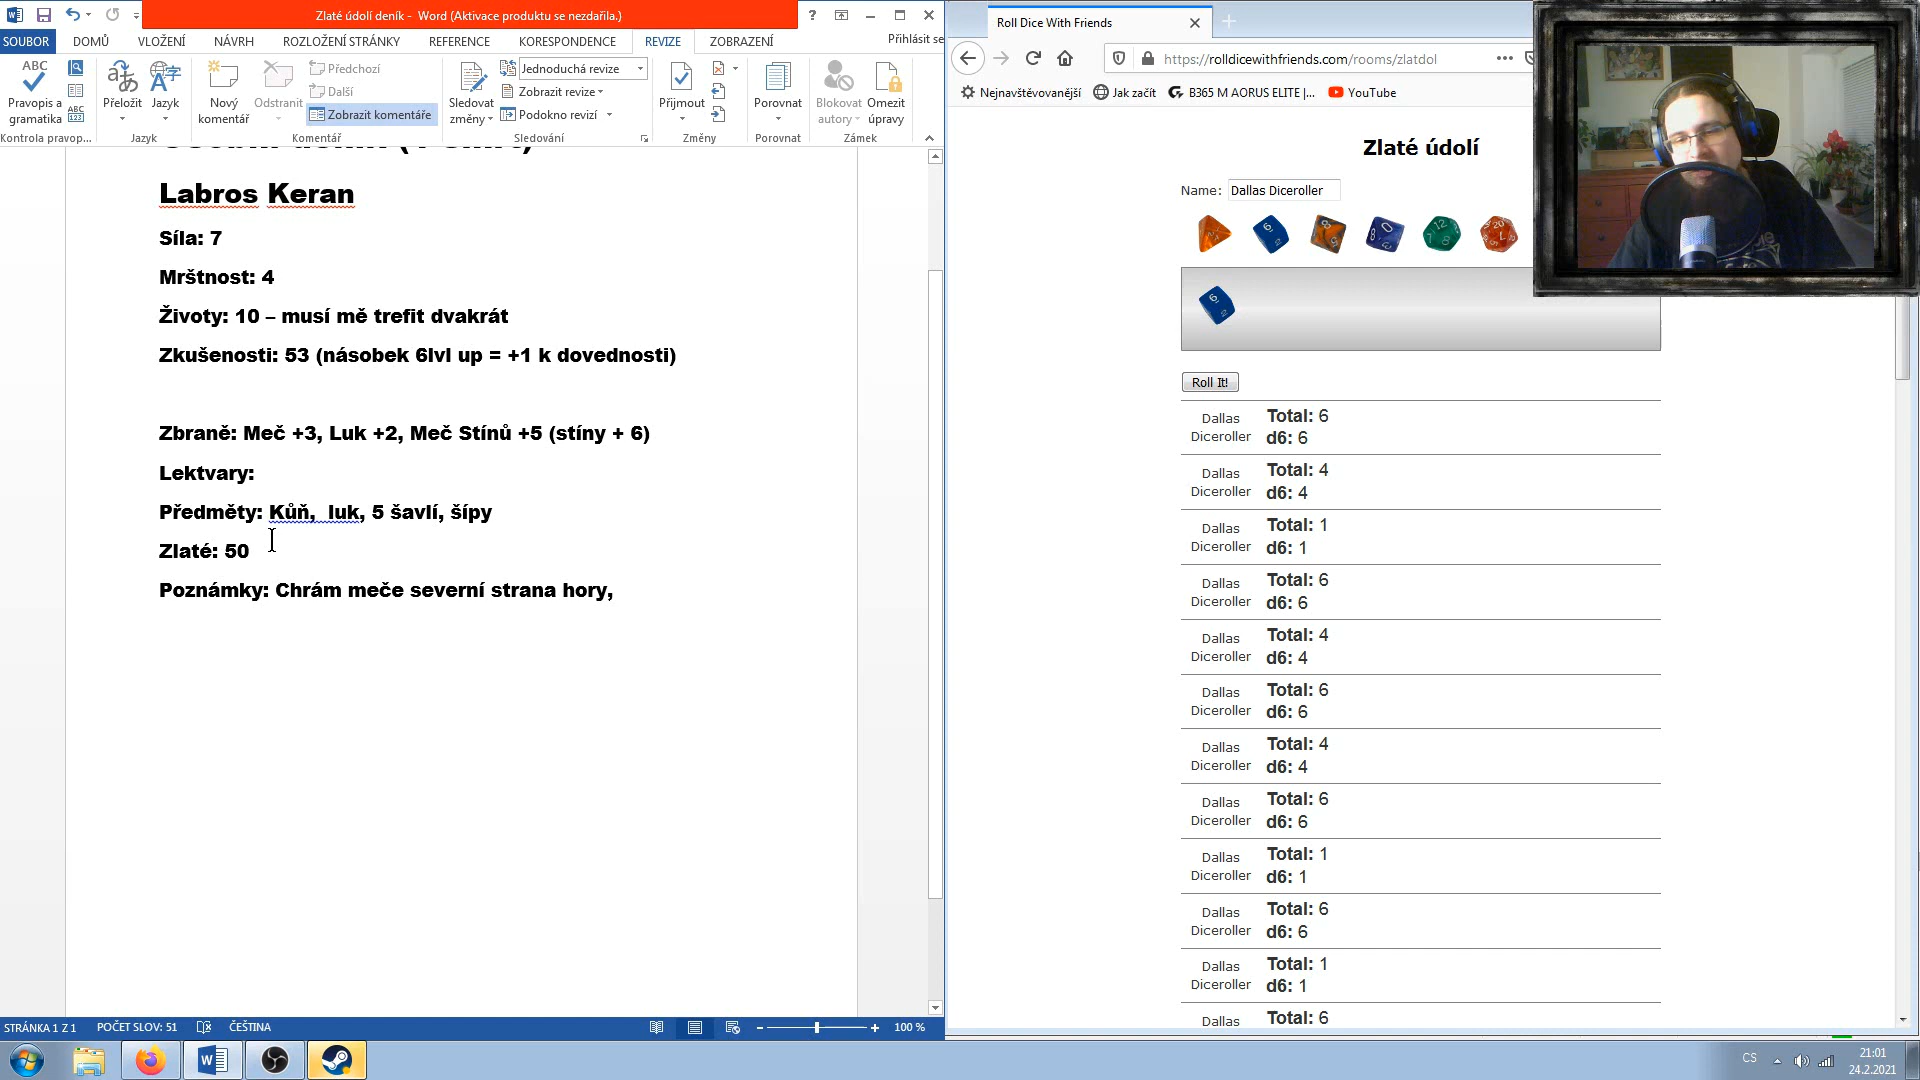 Zlaté údolí deník - Word (Aktivace produktu se nezdařila.)
SOUBOR DOMŮ VLOŽENÍ NÁVRH ROZLOŽENÍ STRÁNKY REFERENCE KORESPONDENCE REVIZE ZOBRAZENÍ Přihlásit se
Pravopis a gramatika
Přeložit
Jazyk
Nový komentář
Odstranit
Předchozí
Další
Zobrazit komentáře
Sledovat změny
Jednoduchá revize
Zobrazit revize
Podokno revizí
Přijmout
Porovnat
Blokovat autory
Omezit úpravy
Kontrola pravop... Jazyk Komentář Sledování Změny Porovnat Zámek
Labros Keran
Síla: 7
Mrštnost: 4
Životy: 10 – musí mě trefit dvakrát
Zkušenosti: 53 (násobek 6lvl up = +1 k dovednosti)
Zbraně: Meč +3, Luk +2, Meč Stínů +5 (stíny + 6)
Lektvary:
Předměty: Kůň,  luk, 5 šavlí, šípy
Zlaté: 50
Poznámky: Chrám meče severní strana hory,
STRÁNKA 1 Z 1 POČET SLOV: 51 ČEŠTINA 100 %
Roll Dice With Friends
https://rolldicewithfriends.com/rooms/zlatdol
Nejnavštěvovanější Jak začít B365 M AORUS ELITE |... YouTube
Zlaté údolí
Name: Dallas Diceroller
Roll It!
Dallas Diceroller Total: 6
d6: 6
Dallas Diceroller Total: 4
d6: 4
Dallas Diceroller Total: 1
d6: 1
Dallas Diceroller Total: 6
d6: 6
Dallas Diceroller Total: 4
d6: 4
Dallas Diceroller Total: 6
d6: 6
Dallas Diceroller Total: 4
d6: 4
Dallas Diceroller Total: 6
d6: 6
Dallas Diceroller Total: 1
d6: 1
Dallas Diceroller Total: 6
d6: 6
Dallas Diceroller Total: 1
d6: 1
Dallas Total: 6
CS 21:01
24.2.2021